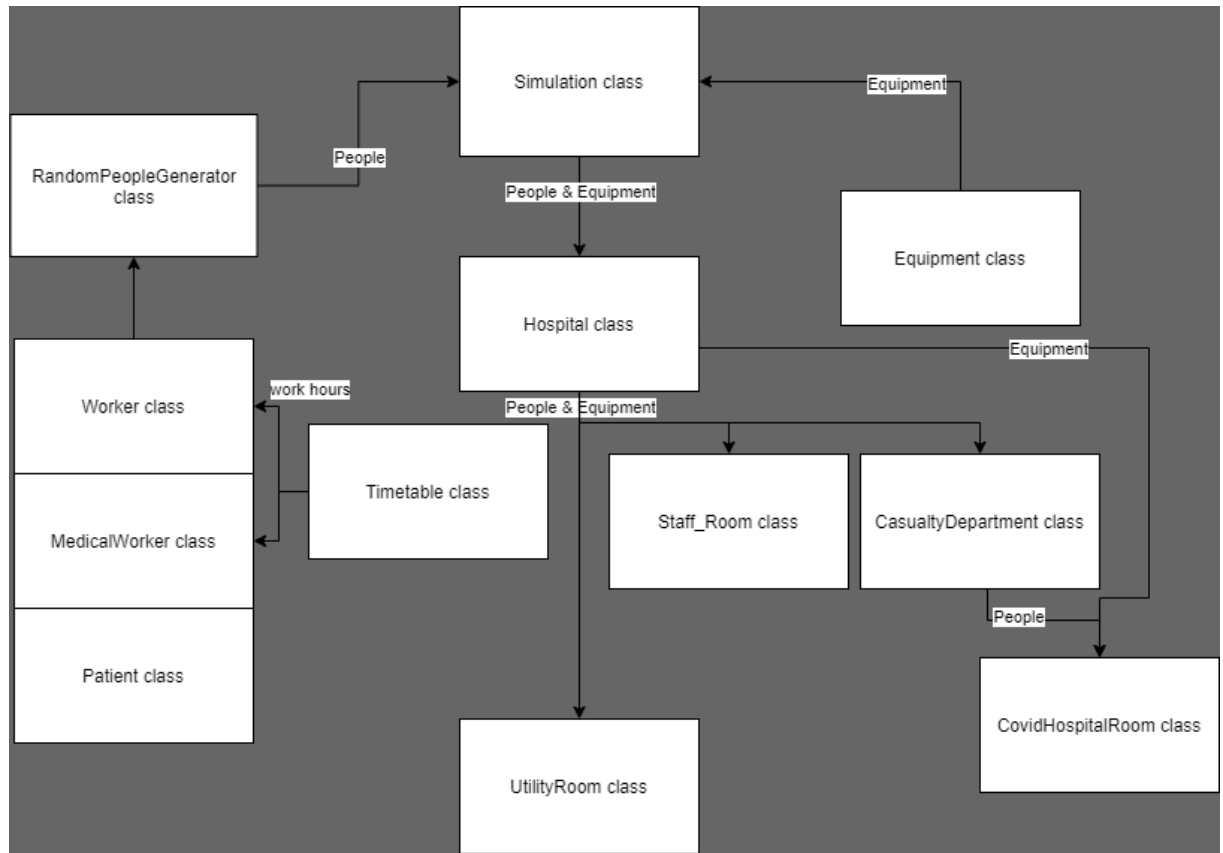 Simulation class
Equipment
RandomPeopleGenerator
class
People
People & Equipment
Equipment class
Hospital class
Equipment
work hours
People & Equipment
Worker class
Timetable class
Staff_Room class
CasualtyDepartment class
MedicalWorker class
People
Patient class
CovidHospitalRoom class
UtilityRoom class